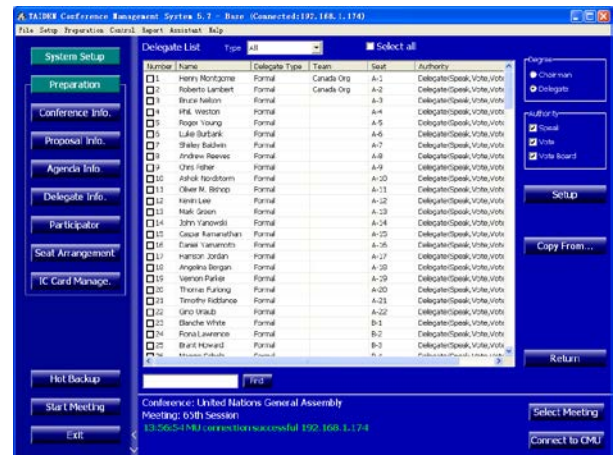 TAIDEN Conference Management System 5.7 - Base (Connected:192.168.1.174)
File Setup Preparation Control Report Assistant Help
System Setup
Preparation
Conference Info.
Proposal Info.
Agenda Info.
Delegate Info.
Participator
Seat Arrangement
IC Card Manage.
Hot Backup
Start Meeting
Exit
Delegate List Type All Select all
Number Name Delegate Type Team Seat Authority
1 Henry Montgome Formal Canada Org A-1 Delegate(Speak,Vote,Vote
2 Roberto Lambert Formal Canada Org A-2 Delegate(Speak,Vote,Vote
3 Bruce Nelson Formal A-3 Delegate(Speak,Vote,Vote
4 Phil. Weston Formal A-4 Delegate(Speak,Vote,Vote
5 Roger Young Formal A-5 Delegate(Speak,Vote,Vote
6 Luke Burbank Formal A-6 Delegate(Speak,Vote,Vote
7 Shirley Baldwin Formal A-7 Delegate(Speak,Vote,Vote
8 Andrew Reeves Formal A-8 Delegate(Speak,Vote,Vote
9 Chris Fisher Formal A-9 Delegate(Speak,Vote,Vote
10 Ashok Nordstorm Formal A-10 Delegate(Speak,Vote,Vote
11 Oliver M. Bishop Formal A-11 Delegate(Speak,Vote,Vote
12 Kevin Lee Formal A-12 Delegate(Speak,Vote,Vote
13 Mark Green Formal A-13 Delegate(Speak,Vote,Vote
14 John Yanowski Formal A-14 Delegate(Speak,Vote,Vote
15 Caspar Ramanathan Formal A-15 Delegate(Speak,Vote,Vote
16 Daniel Yamamoto Formal A-16 Delegate(Speak,Vote,Vote
17 Harrison Jordan Formal A-17 Delegate(Speak,Vote,Vote
18 Angelina Bergan Formal A-18 Delegate(Speak,Vote,Vote
19 Vernon Parker Formal A-19 Delegate(Speak,Vote,Vote
20 Thomas Furlong Formal A-20 Delegate(Speak,Vote,Vote
21 Timothy Riddance Formal A-21 Delegate(Speak,Vote,Vote
22 Gino Uraub Formal A-22 Delegate(Speak,Vote,Vote
23 Blanche White Formal B-1 Delegate(Speak,Vote,Vote
24 Fiona Lawrence Formal B-2 Delegate(Speak,Vote,Vote
25 Brant Howard Formal B-3 Delegate(Speak,Vote,Vote
Find
Degree
Chairman
Delegate
Authority
Speak
Vote
Vote Board
Setup
Copy From...
Return
Conference: United Nations General Assembly
Meeting: 65th Session
13:56:54 MU connection successful 192.168.1.174
Select Meeting
Connect to CMU